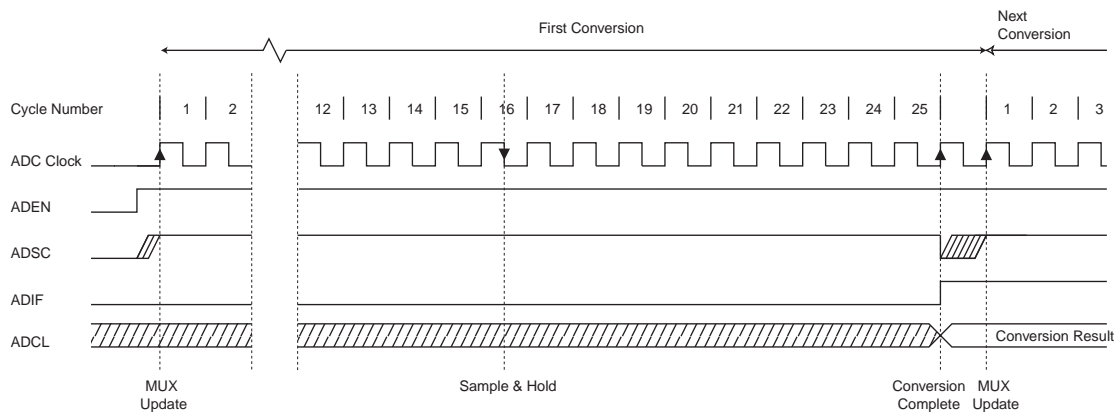 First Conversion
Next
Conversion
Cycle Number 1 2 12 13 14 15 16 17 18 19 20 21 22 23 24 25 1 2 3
ADC Clock
ADEN
ADSC
ADIF
ADCL Conversion Result
MUX Update
Sample & Hold
Conversion Complete
MUX Update